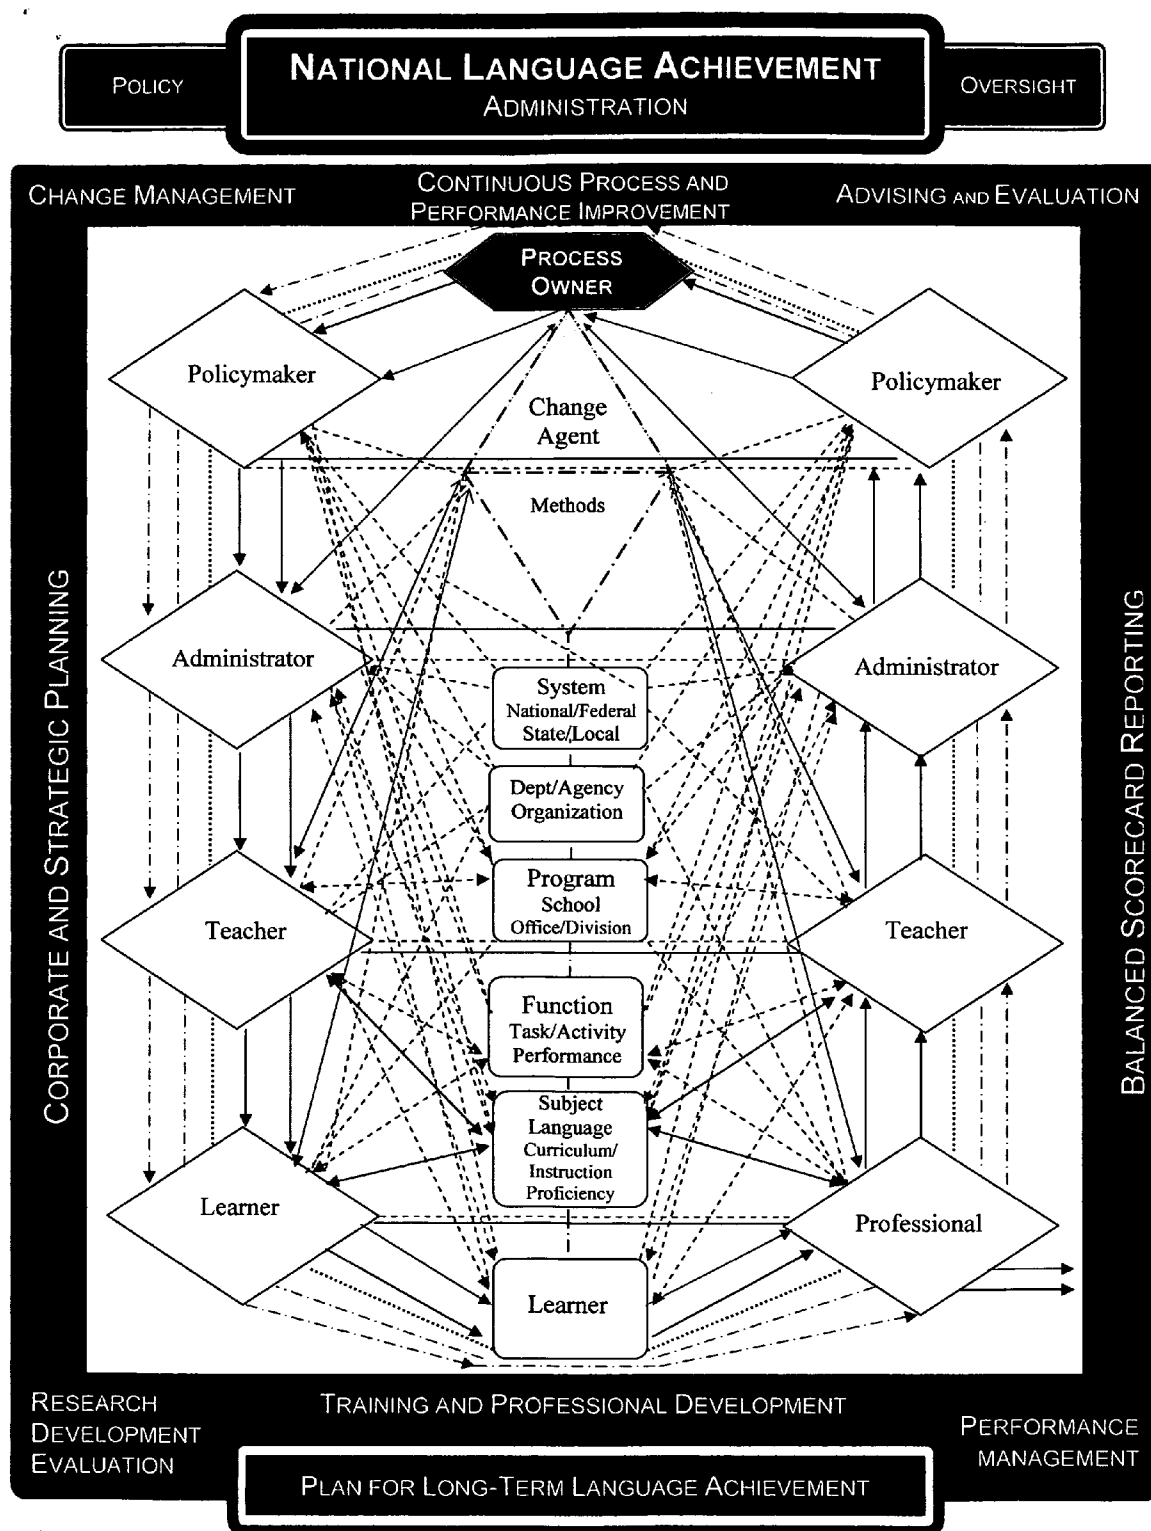 POLICY
NATIONAL LANGUAGE ACHIEVEMENT
ADMINISTRATION
OVERSIGHT
CHANGE MANAGEMENT
CONTINUOUS PROCESS AND
PERFORMANCE IMPROVEMENT
ADVISING AND EVALUATION
PROCESS
OWNER
Policymaker
Policymaker
Change
Agent
Methods
CORPORATE AND STRATEGIC PLANNING
BALANCED SCORECARD REPORTING
Administrator
Administrator
System
National/Federal
State/Local
Dept/Agency
Organization
Program
School
Office/Division
Teacher
Teacher
Function
Task/Activity
Performance
Subject
Language
Curriculum/
Instruction
Proficiency
Learner
Professional
Learner
RESEARCH
DEVELOPMENT
EVALUATION
TRAINING AND PROFESSIONAL DEVELOPMENT
PERFORMANCE
MANAGEMENT
PLAN FOR LONG-TERM LANGUAGE ACHIEVEMENT